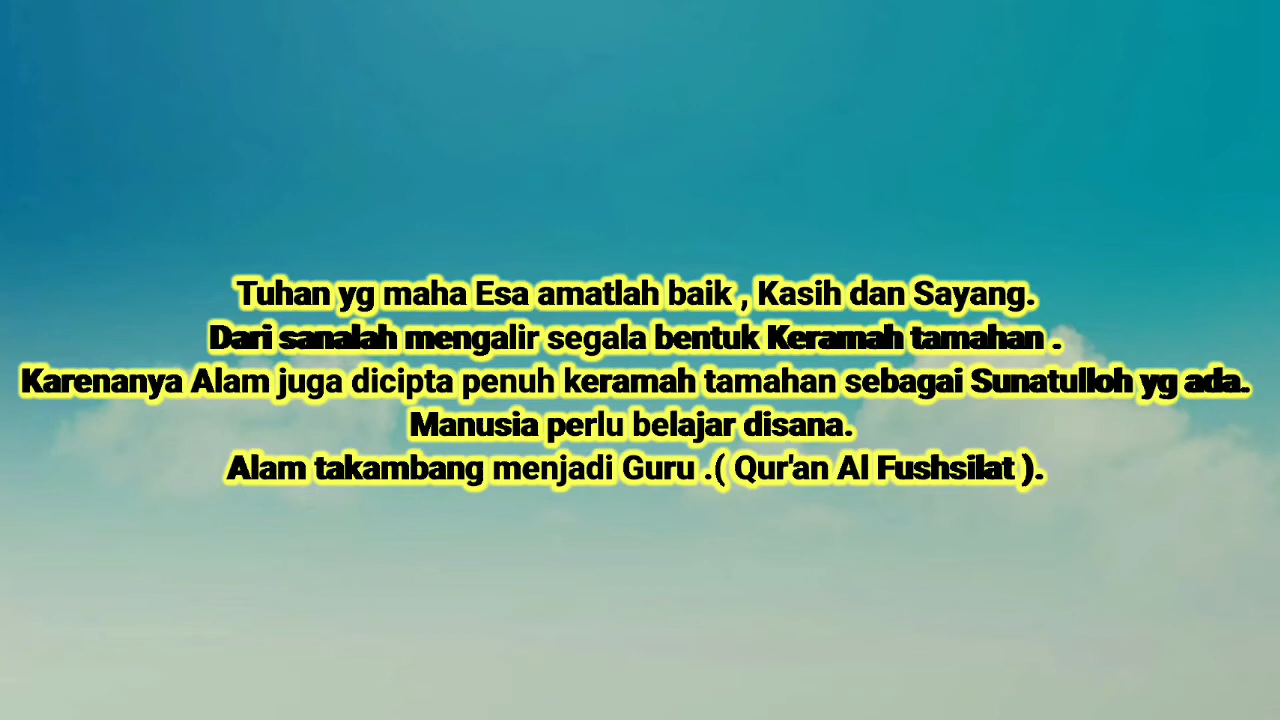 Tuhan yg maha Esa amatlah baik , Kasih dan Sayang.
Dari sanalah mengalir segala bentuk Keramah tamahan .
Karenanya Alam juga dicipta penuh keramah tamahan sebagai Sunatulloh yg ada.
Manusia perlu belajar disana.
Alam takambang menjadi Guru .( Qur'an Al Fushsilat ).